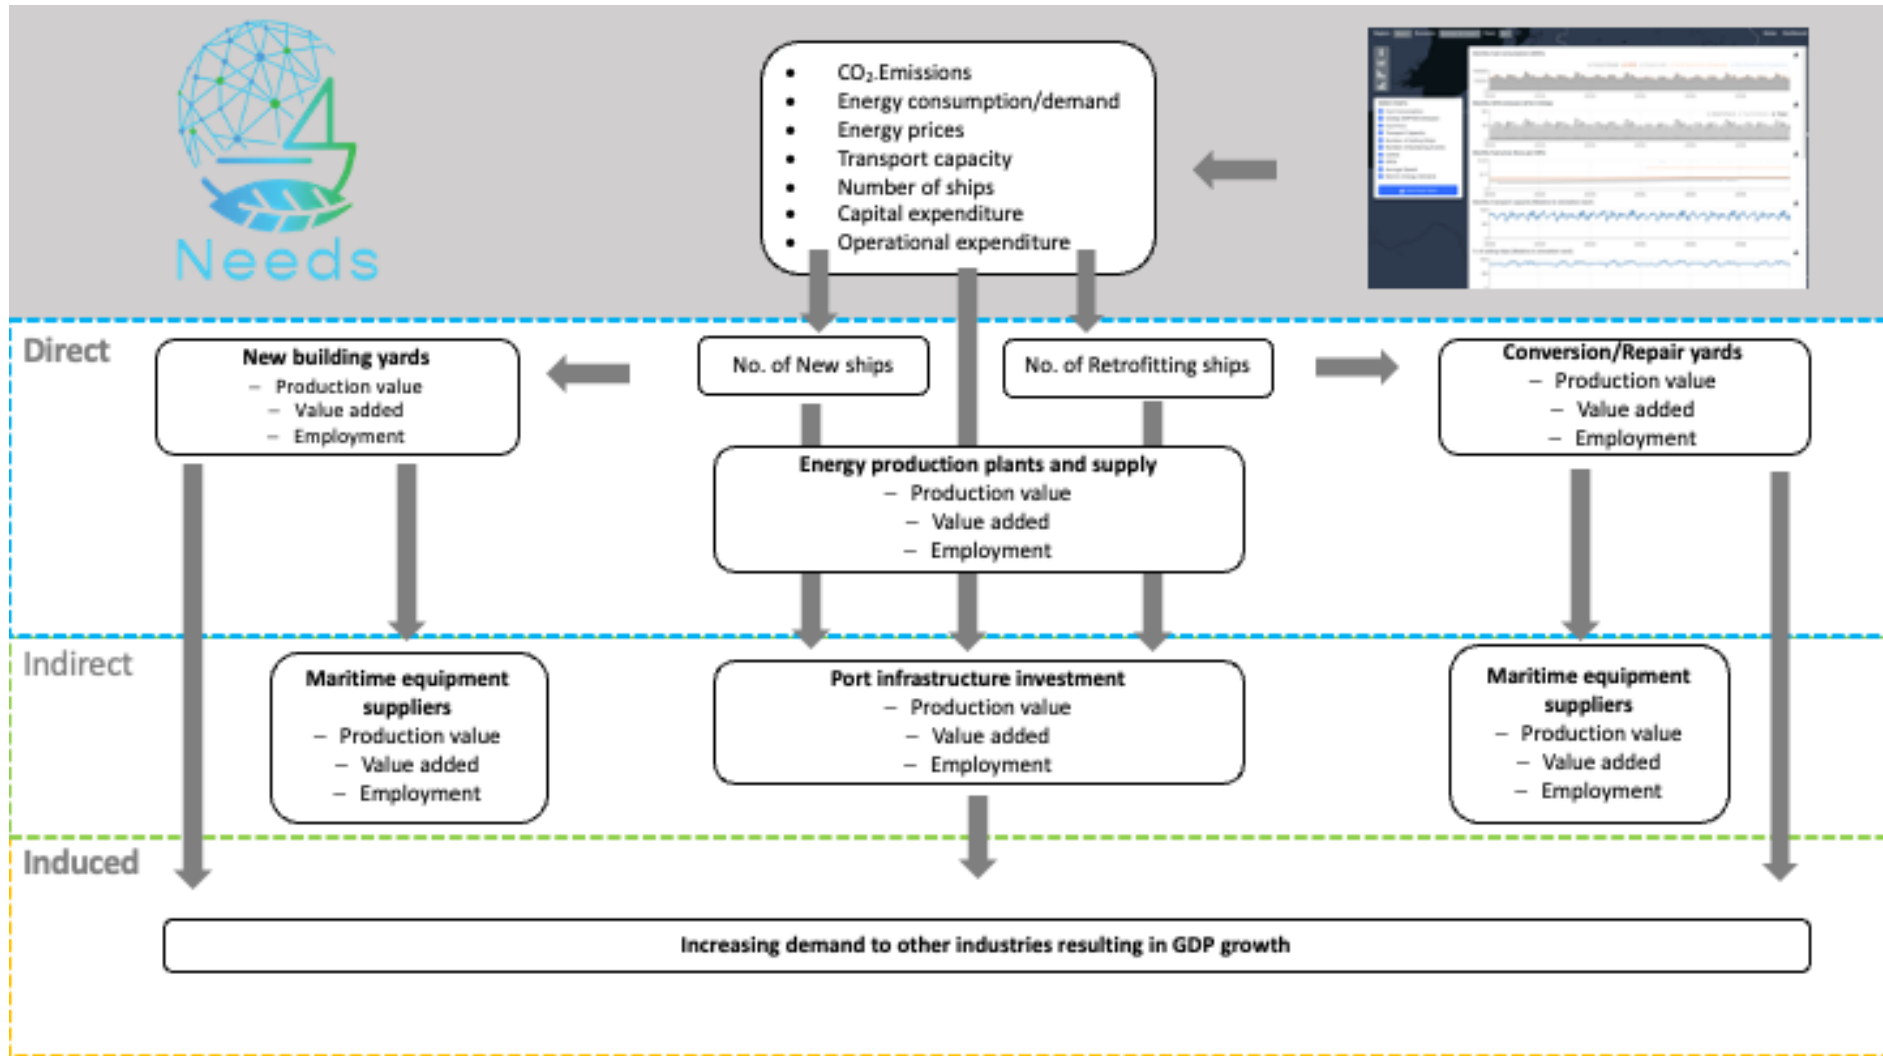 Needs
CO₂.Emissions
Energy consumption/demand
Energy prices
Transport capacity
Number of ships
Capital expenditure
Operational expenditure
Direct
New building yards
– Production value
– Value added
– Employment
No. of New ships
No. of Retrofitting ships
Conversion/Repair yards
– Production value
– Value added
– Employment
Energy production plants and supply
– Production value
– Value added
– Employment
Indirect
Maritime equipment
suppliers
– Production value
– Value added
– Employment
Port infrastructure investment
– Production value
– Value added
– Employment
Maritime equipment
suppliers
– Production value
– Value added
– Employment
Induced
Increasing demand to other industries resulting in GDP growth